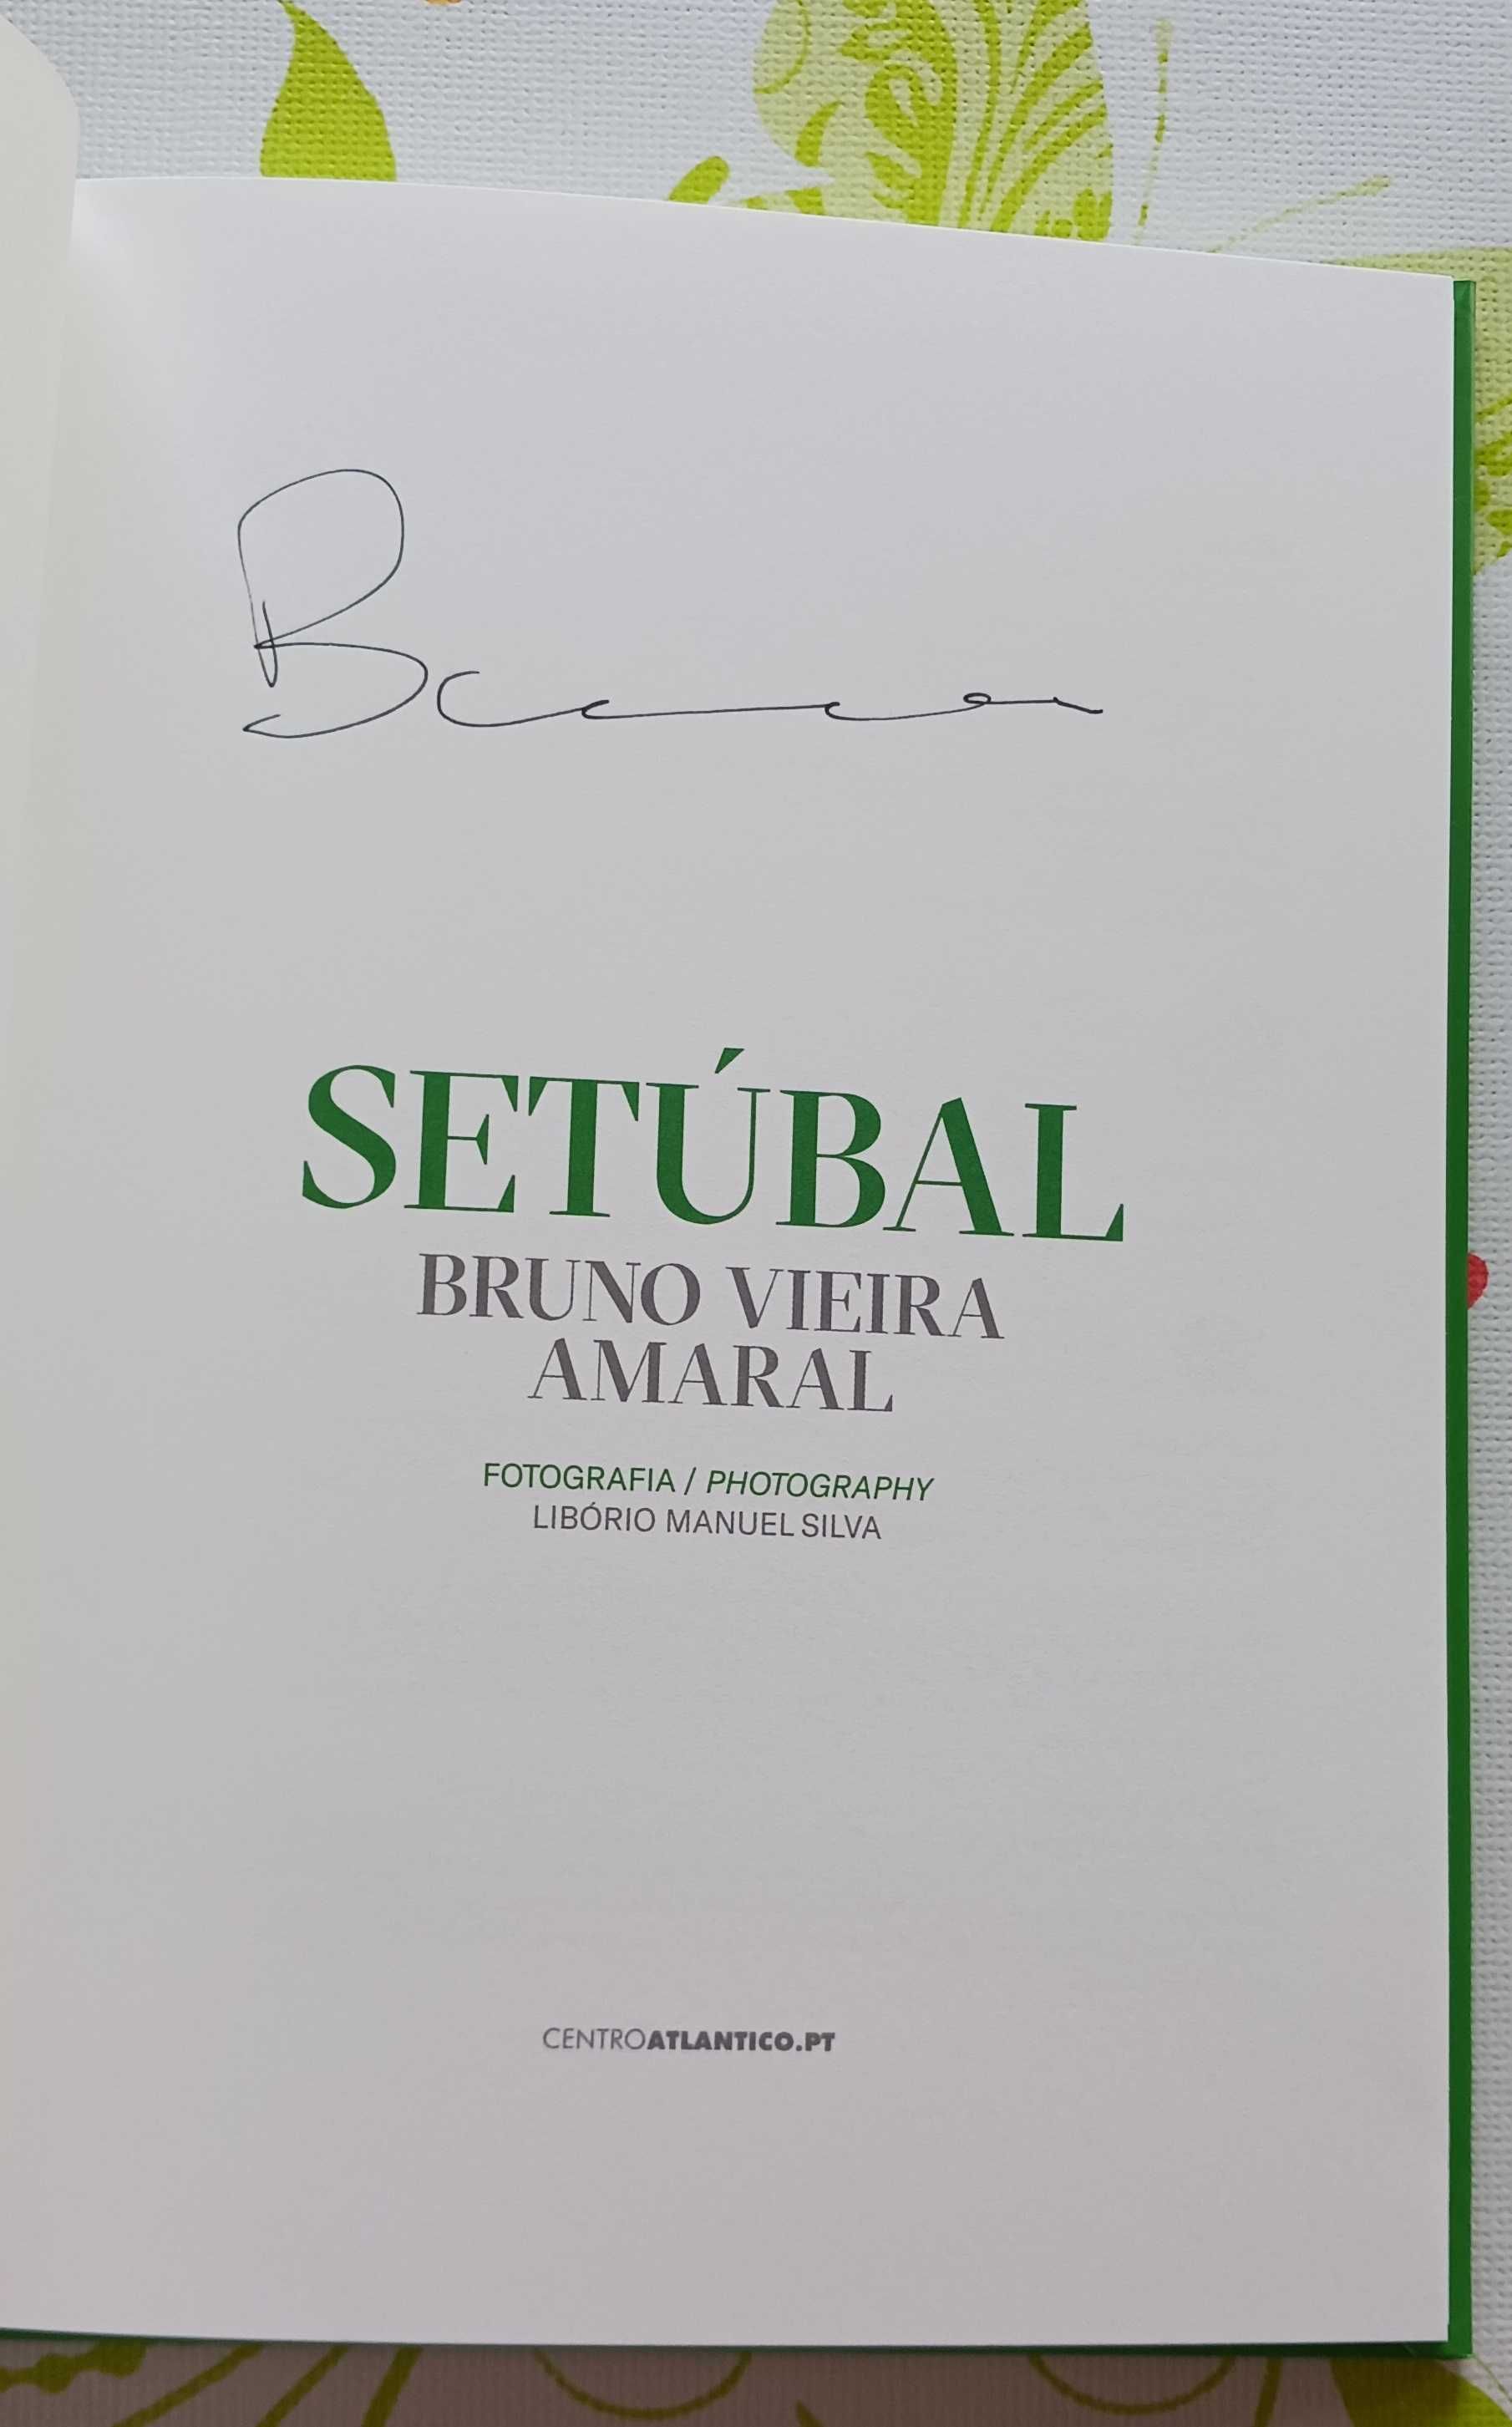 SETÚBAL
BRUNO VIEIRA
AMARAL
FOTOGRAFIA / PHOTOGRAPHY
LIBÓRIO MANUEL SILVA
CENTROATLANTICO.PT